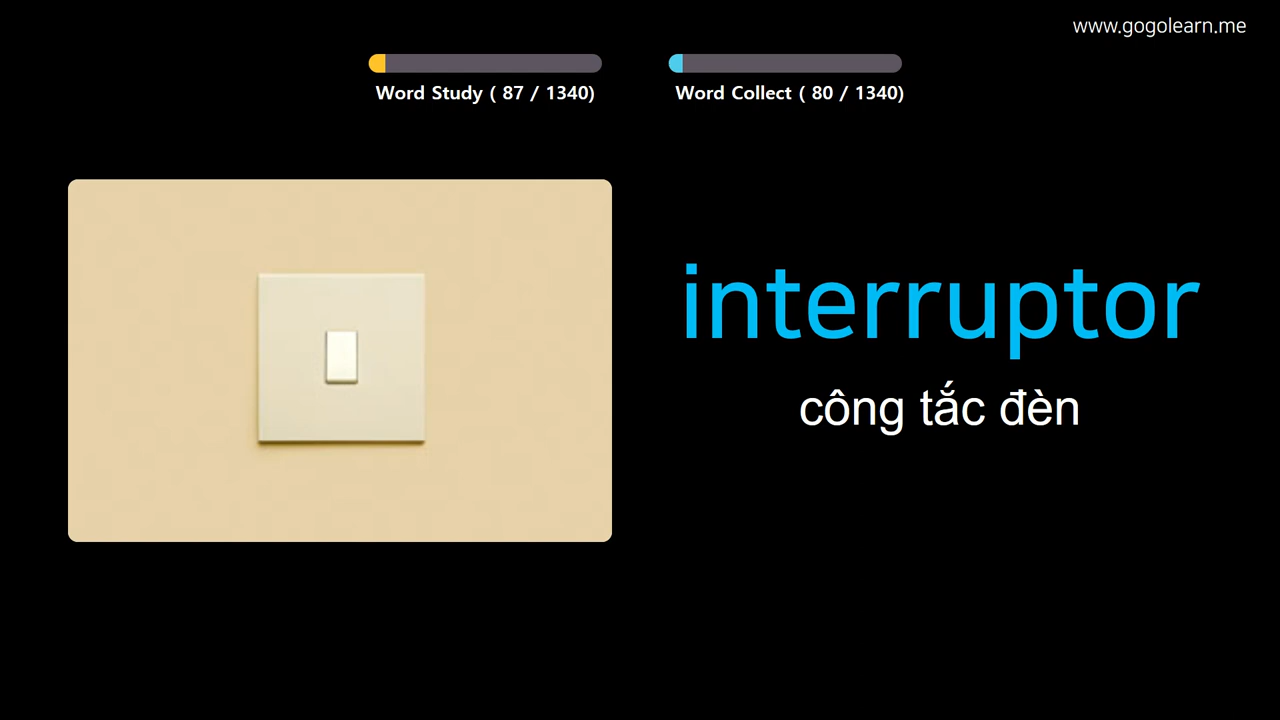 www.gogolearn.me
Word Study ( 87 / 1340)
Word Collect ( 80 / 1340)
interruptor
công tắc đèn